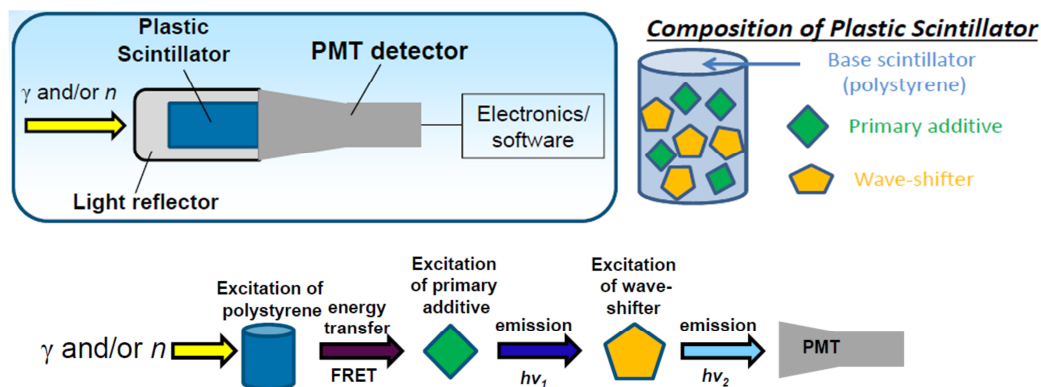 Plastic
Scintillator
PMT detector
γ and/or n
Electronics/
software
Light reflector
Composition of Plastic Scintillator
Base scintillator
(polystyrene)
Primary additive
Wave-shifter
Excitation of
polystyrene
energy
transfer
FRET
Excitation
of primary
additive
emission
hv₁
Excitation
of wave-
shifter
emission
hv₂
γ and/or n
PMT